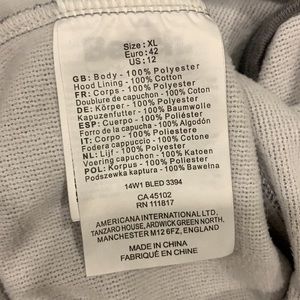 Size: XL
Euro: 42
US: 12
GB: Body - 100% Polyester
Hood Lining - 100% Cotton
FR: Corps - 100% Polyester
Doublure de capuchon - 100% Coton
DE: Körper - 100% Polyester
Kapuzenfutter - 100% Baumwolle
ESP: Cuerpo - 100% Poliéster
Forro de la capucha - 100% Algodón
IT: Corpo - 100% Poliestere
Fodera cappuccio - 100% Cotone
NL: Lijf - 100% Polyester
Voering capuchon - 100% Katoen
POL: Korpus - 100% Poliester
Podszewka kaptura - 100% Bawełna
14W1 BLED 3394
CA 45102
RN 111817
AMERICANA INTERNATIONAL LTD.
TANZARO HOUSE, ARDWICK GREEN NORTH,
MANCHESTER M12 6FZ, ENGLAND
MADE IN CHINA
FABRIQUÉ EN CHINE